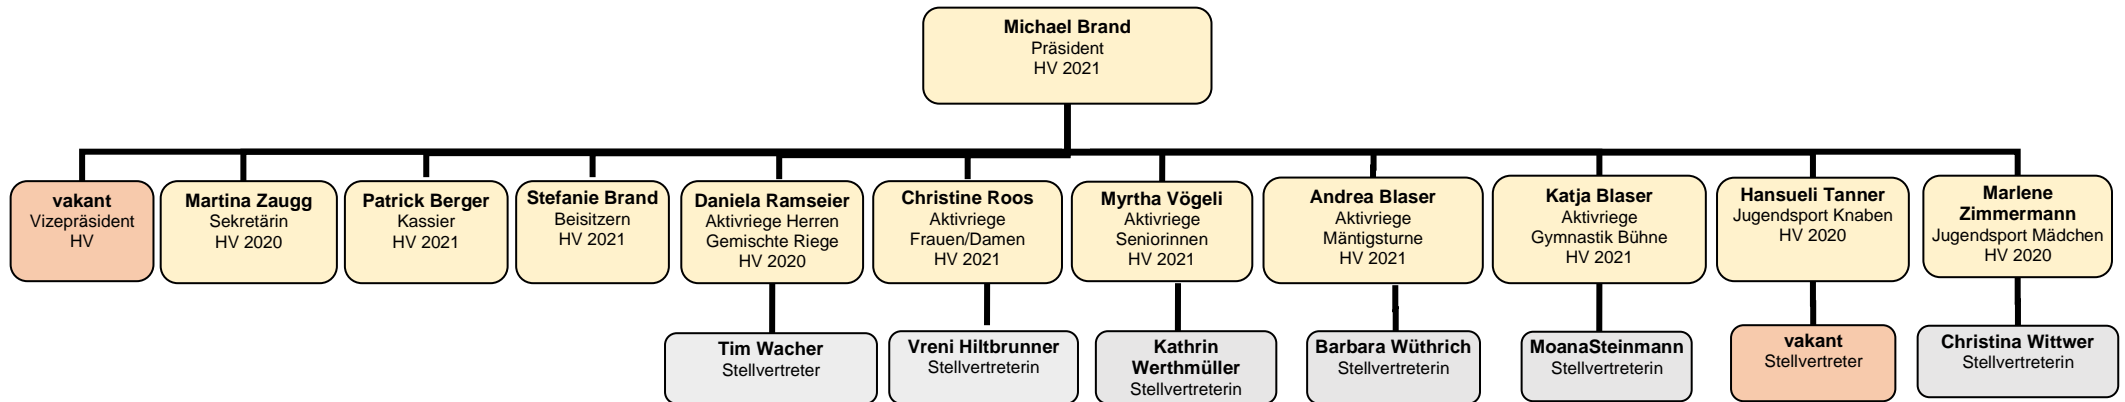 Michael Brand
Präsident
HV 2021
vakant
Vizepräsident
HV
Martina Zaugg
Sekretärin
HV 2020
Patrick Berger
Kassier
HV 2021
Stefanie Brand
Beisitzern
HV 2021
Daniela Ramseier
Aktivriege Herren
Gemischte Riege
HV 2020
Christine Roos
Aktivriege
Frauen/Damen
HV 2021
Myrtha Vögeli
Aktivriege
Seniorinnen
HV 2021
Andrea Blaser
Aktivriege
Mäntigsturne
HV 2021
Katja Blaser
Aktivriege
Gymnastik Bühne
HV 2021
Hansueli Tanner
Jugendsport Knaben
HV 2020
Marlene
Zimmermann
Jugendsport Mädchen
HV 2020
Tim Wacher
Stellvertreter
Vreni Hiltbrunner
Stellvertreterin
Kathrin
Werthmüller
Stellvertreterin
Barbara Wüthrich
Stellvertreterin
MoanaSteinmann
Stellvertreterin
vakant
Stellvertreter
Christina Wittwer
Stellvertreterin